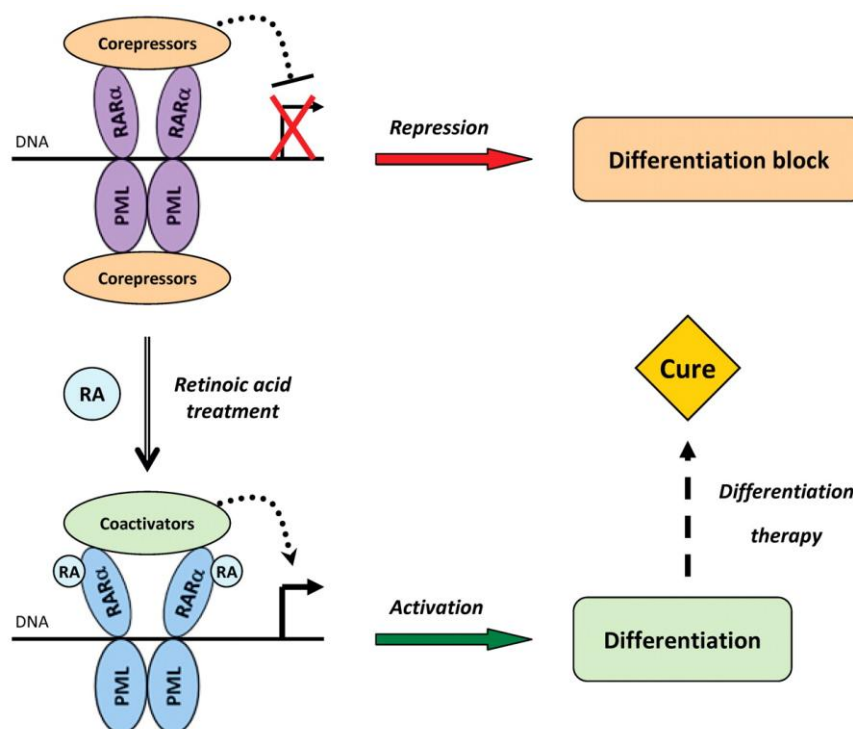 Corepressors
RARα
RARα
DNA
PML
PML
Corepressors
Repression
Differentiation block
RA
Retinoic acid
treatment
Cure
Differentiation
therapy
Coactivators
RA
RA
RARα
RARα
DNA
PML
PML
Activation
Differentiation